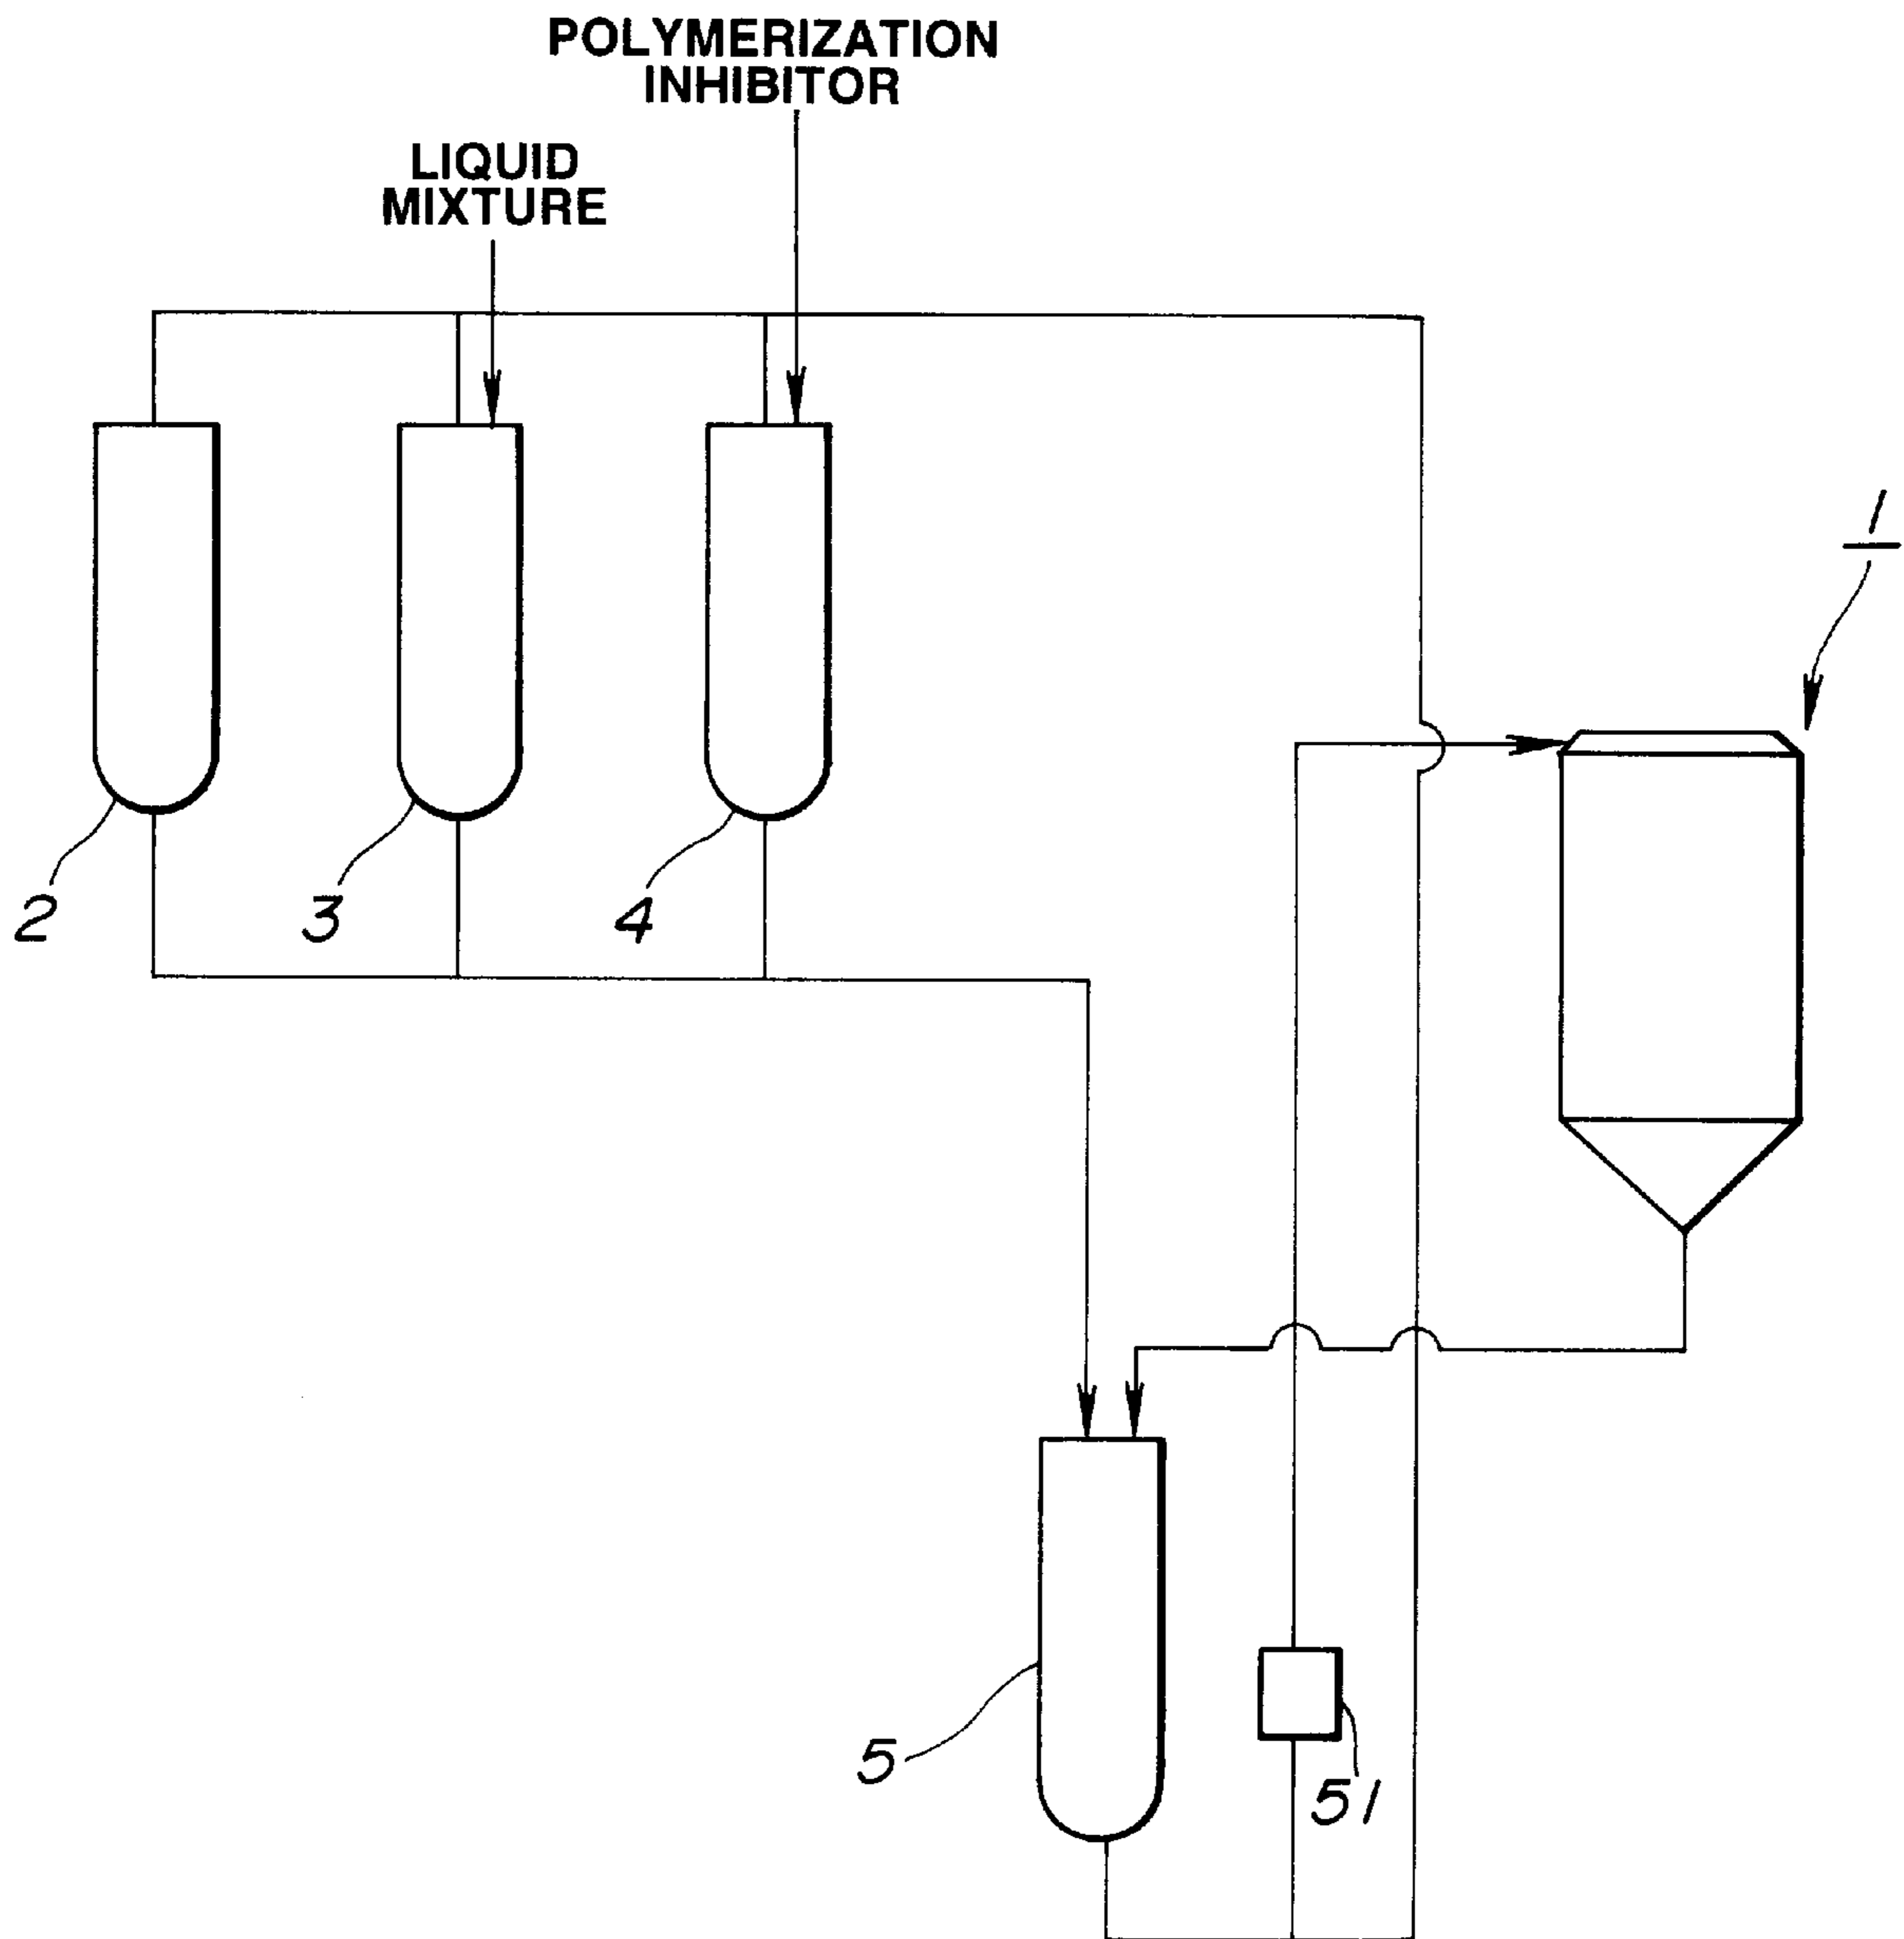 POLYMERIZATION
INHIBITOR
LIQUID
MIXTURE
1
2
3
4
5
51